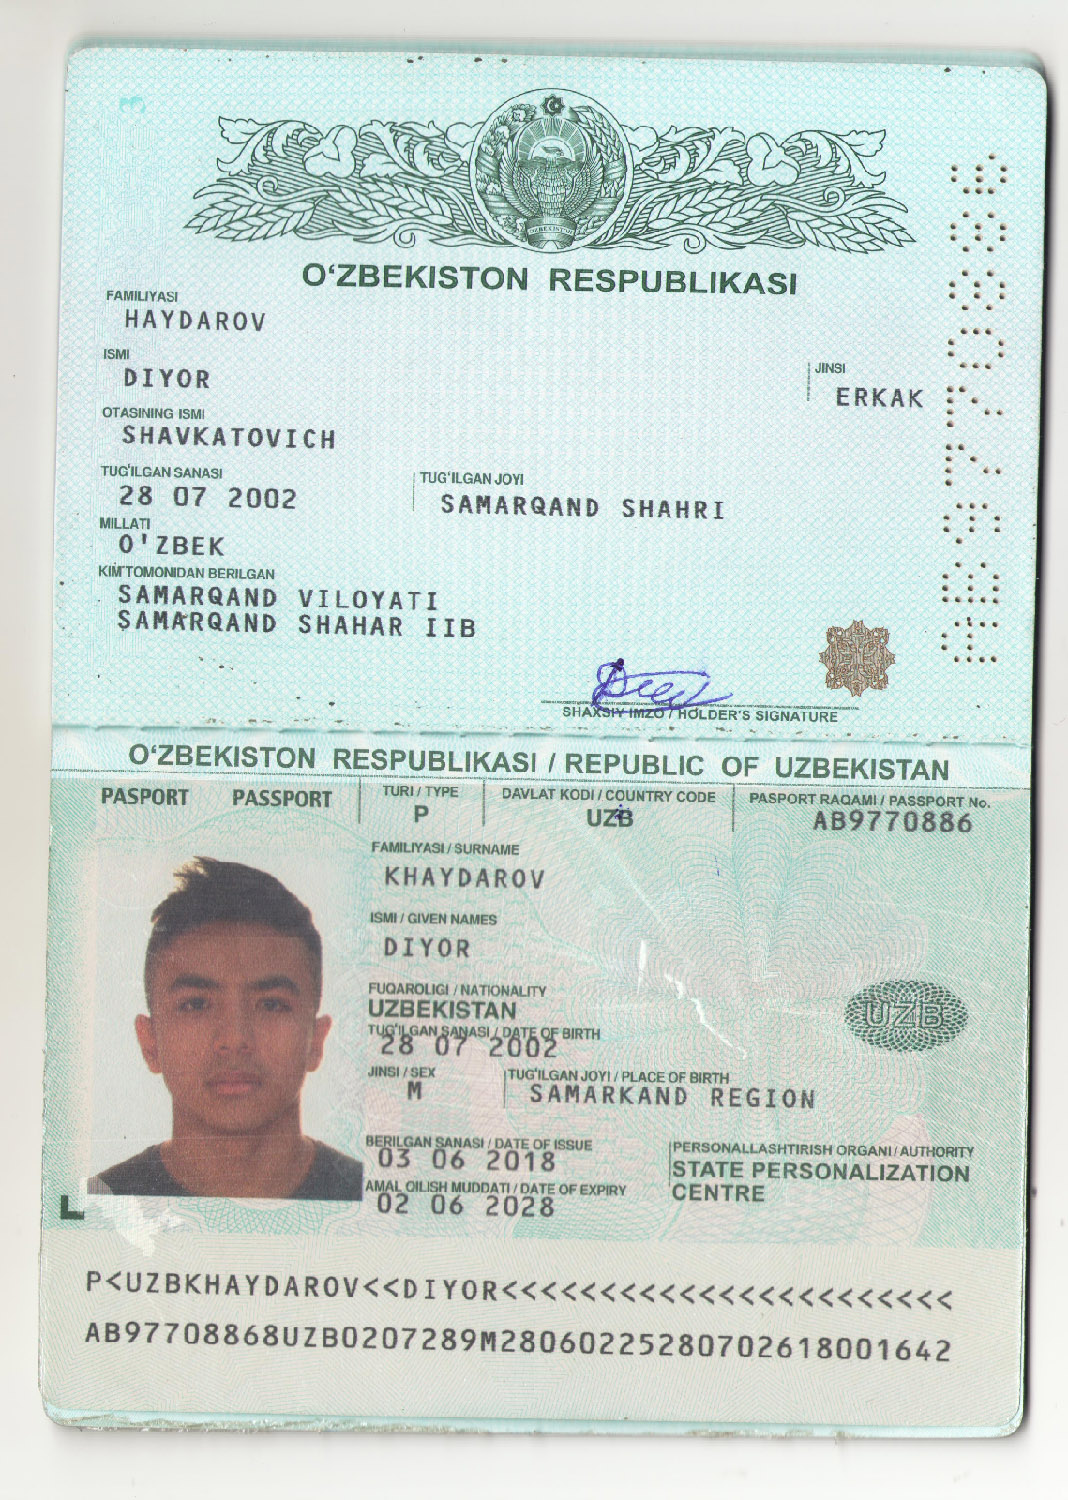 O'ZBEKISTON
O‘ZBEKISTON RESPUBLIKASI
FAMILIYASI
HAYDAROV
ISMI
DIYOR
JINSI
ERKAK
OTASINING ISMI
SHAVKATOVICH
TUG‘ILGAN SANASI
28 07 2002
TUG‘ILGAN JOYI
SAMARQAND SHAHRI
MILLATI
O'ZBEK
KIM TOMONIDAN BERILGAN
SAMARQAND VILOYATI
SAMARQAND SHAHAR IIB
AB9770886
SHAXSIY IMZO / HOLDER'S SIGNATURE
O‘ZBEKISTON RESPUBLIKASI / REPUBLIC OF UZBEKISTAN
PASPORT PASSPORT
TURI / TYPE
P
DAVLAT KODI / COUNTRY CODE
UZB
PASPORT RAQAMI / PASSPORT No.
AB9770886
FAMILIYASI / SURNAME
KHAYDAROV
ISMI / GIVEN NAMES
DIYOR
FUQAROLIGI / NATIONALITY
UZBEKISTAN
UZB
TUG‘ILGAN SANASI / DATE OF BIRTH
28 07 2002
JINSI / SEX
M
TUG‘ILGAN JOYI / PLACE OF BIRTH
SAMARKAND REGION
BERILGAN SANASI / DATE OF ISSUE
03 06 2018
PERSONALLASHTIRISH ORGANI / AUTHORITY
STATE PERSONALIZATION
CENTRE
AMAL QILISH MUDDATI / DATE OF EXPIRY
02 06 2028
P<UZBKHAYDAROV<<DIYOR<<<<<<<<<<<<<<<<<<<<<<<
AB97708868UZB0207289M28060225280702618001642